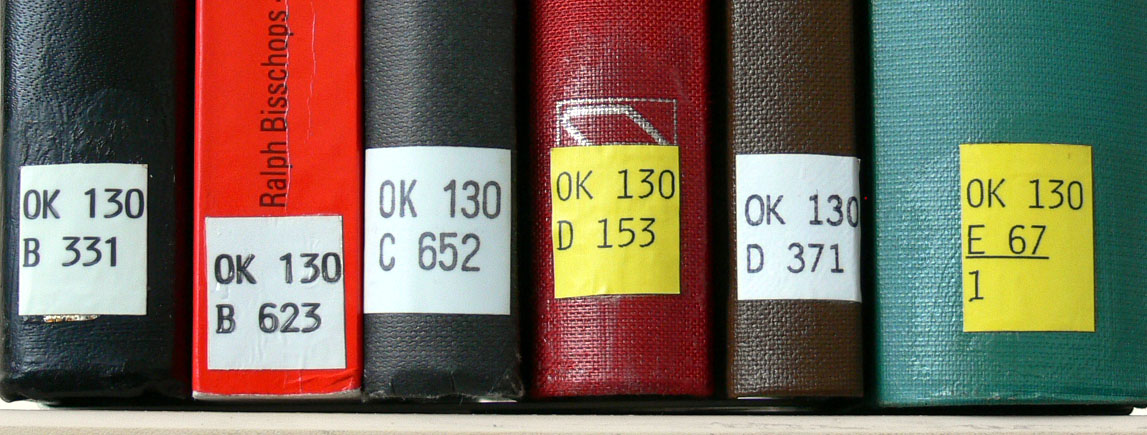 OK 130
B 331
Ralph Bisschops -
OK 130
B 623
OK 130
C 652
OK 130
D 153
OK 130
D 371
OK 130
E 67
1